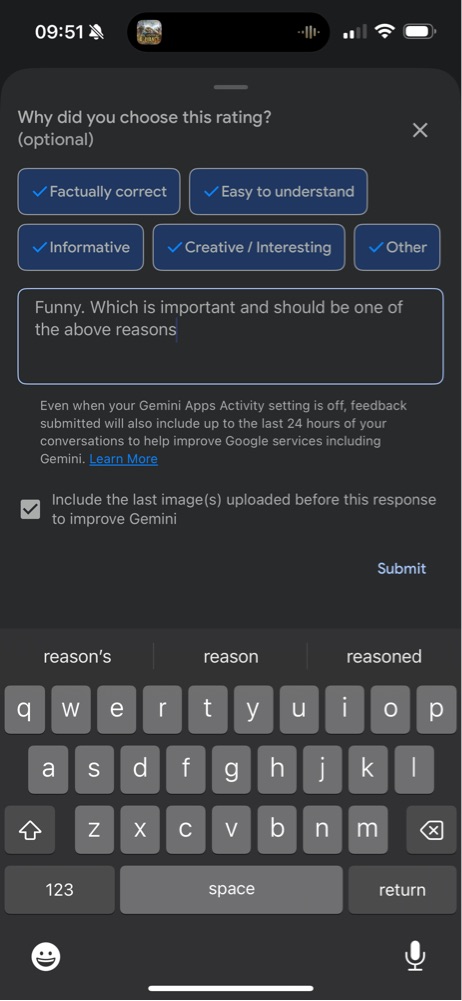 09:51
Why did you choose this rating?
(optional)
Factually correct
Easy to understand
Informative
Creative / Interesting
Other
Funny. Which is important and should be one of
the above reasons
Even when your Gemini Apps Activity setting is off, feedback
submitted will also include up to the last 24 hours of your
conversations to help improve Google services including
Gemini. Learn More
Include the last image(s) uploaded before this response
to improve Gemini
Submit
reason's reason reasoned
q w e r t y u i o p
a s d f g h j k l
z x c v b n m
123 space return